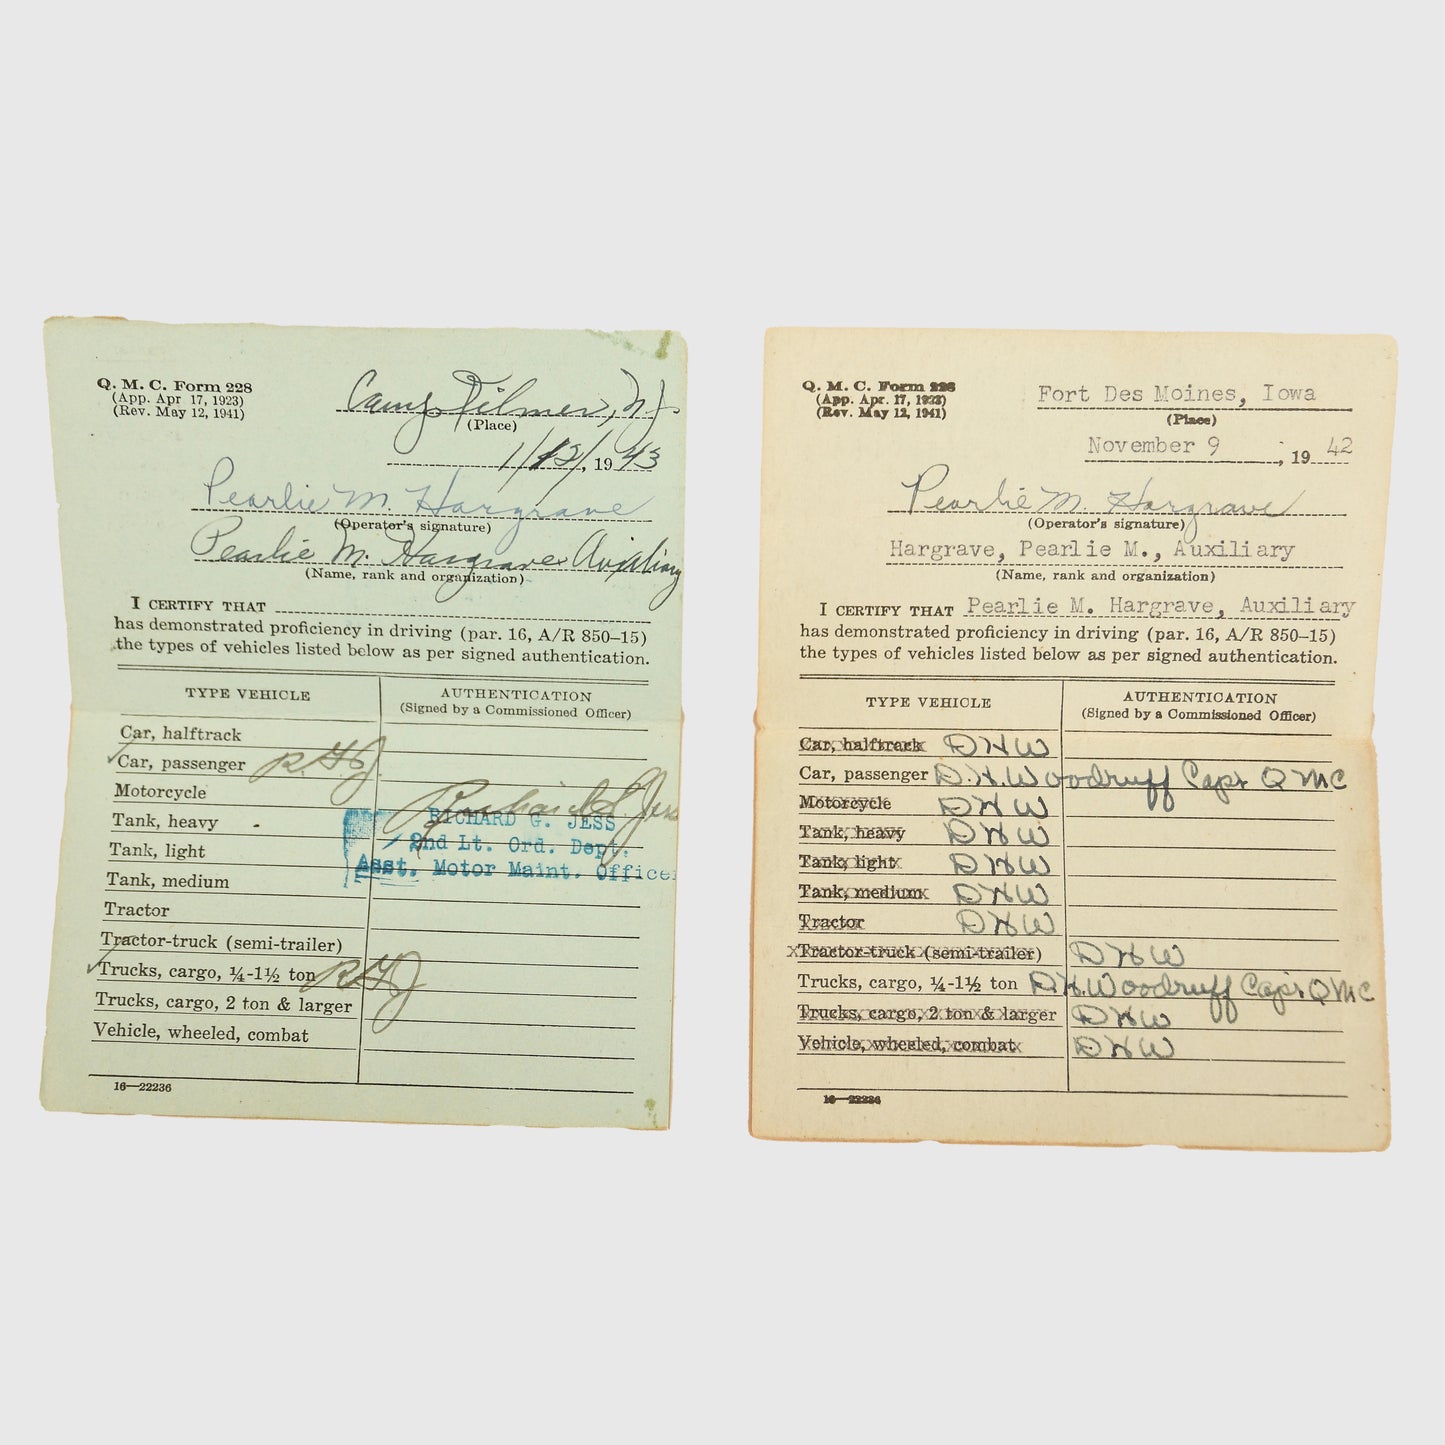 Q. M. C. Form 228
(App. Apr 17, 1923)
(Rev. May 12, 1941)
Camp Kilmer, N.J.
(Place)
1/12/, 1943
Pearlie M. Hargrave
(Operator's signature)
Pearlie M. Hargrave Auxiliary
(Name, rank and organization)
I CERTIFY THAT
has demonstrated proficiency in driving (par. 16, A/R 850–15)
the types of vehicles listed below as per signed authentication.
TYPE VEHICLE
AUTHENTICATION
(Signed by a Commissioned Officer)
Car, halftrack
Car, passenger RGJ
Motorcycle
Richard G. Jess
Tank, heavy
RICHARD G. JESS
Tank, light
2nd Lt. Ord. Dept.
Asst. Motor Maint. Officer
Tank, medium
Tractor
Tractor-truck (semi-trailer)
Trucks, cargo, ¼-1½ ton RGJ
Trucks, cargo, 2 ton & larger
Vehicle, wheeled, combat
16—22236
Q. M. C. Form 228
(App. Apr. 17, 1923)
(Rev. May 12, 1941)
Fort Des Moines, Iowa
(Place)
November 9, 1942
Pearlie M. Hargrave
(Operator's signature)
Hargrave, Pearlie M., Auxiliary
(Name, rank and organization)
I CERTIFY THAT Pearlie M. Hargrave, Auxiliary
has demonstrated proficiency in driving (par. 16, A/R 850–15)
the types of vehicles listed below as per signed authentication.
TYPE VEHICLE
AUTHENTICATION
(Signed by a Commissioned Officer)
Car, halftrack DHW
Car, passenger D.H.Woodruff Capt QMC
Motorcycle DHW
Tank, heavy DHW
Tank, light DHW
Tank, medium DHW
Tractor DHW
Tractor-truck (semi-trailer) DHW
Trucks, cargo, ¼-1½ ton D.H.Woodruff Capt. QMC
Trucks, cargo, 2 ton & larger DHW
Vehicle, wheeled, combat DHW
16—22236